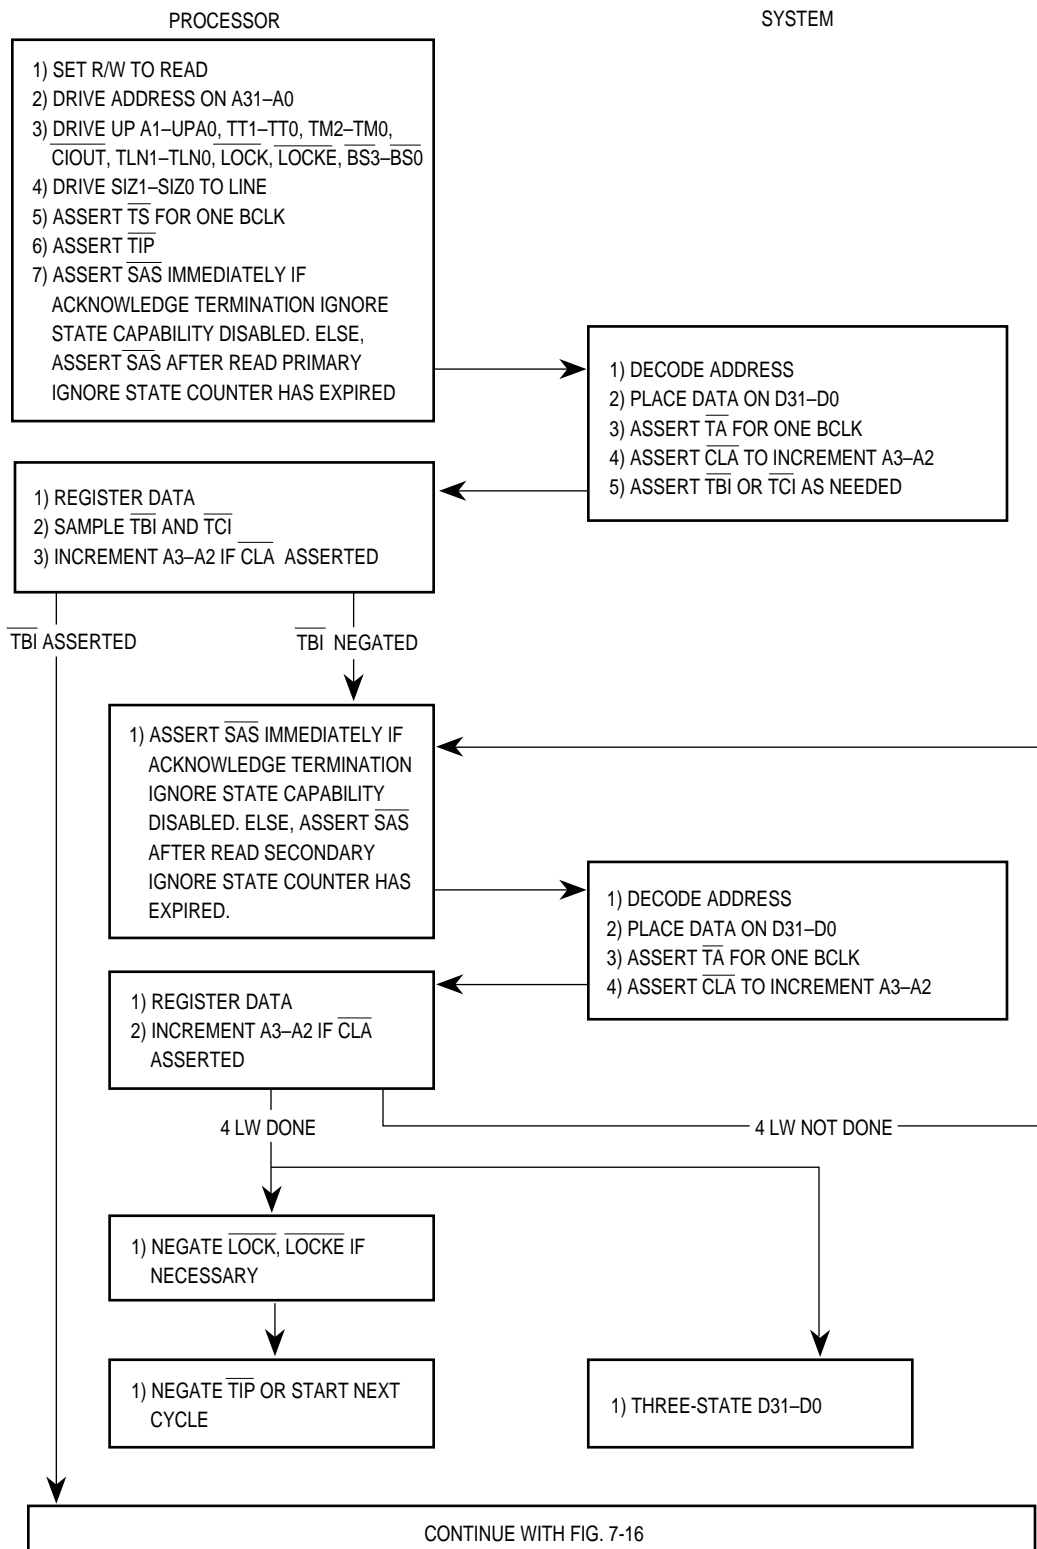 PROCESSOR
SYSTEM
1) SET R/W TO READ
2) DRIVE ADDRESS ON A31–A0
3) DRIVE UP A1–UPA0, TT1–TT0, TM2–TM0,
CIOUT, TLN1–TLN0, LOCK, LOCKE, BS3–BS0
4) DRIVE SIZ1–SIZ0 TO LINE
5) ASSERT TS FOR ONE BCLK
6) ASSERT TIP
7) ASSERT SAS IMMEDIATELY IF
ACKNOWLEDGE TERMINATION IGNORE
STATE CAPABILITY DISABLED. ELSE,
ASSERT SAS AFTER READ PRIMARY
IGNORE STATE COUNTER HAS EXPIRED
1) DECODE ADDRESS
2) PLACE DATA ON D31–D0
3) ASSERT TA FOR ONE BCLK
4) ASSERT CLA TO INCREMENT A3–A2
5) ASSERT TBI OR TCI AS NEEDED
1) REGISTER DATA
2) SAMPLE TBI AND TCI
3) INCREMENT A3–A2 IF CLA ASSERTED
TBI ASSERTED
TBI NEGATED
1) ASSERT SAS IMMEDIATELY IF
ACKNOWLEDGE TERMINATION
IGNORE STATE CAPABILITY
DISABLED. ELSE, ASSERT SAS
AFTER READ SECONDARY
IGNORE STATE COUNTER HAS
EXPIRED.
1) DECODE ADDRESS
2) PLACE DATA ON D31–D0
3) ASSERT TA FOR ONE BCLK
4) ASSERT CLA TO INCREMENT A3–A2
1) REGISTER DATA
2) INCREMENT A3–A2 IF CLA
ASSERTED
4 LW DONE
4 LW NOT DONE
1) NEGATE LOCK, LOCKE IF
NECESSARY
1) NEGATE TIP OR START NEXT
CYCLE
1) THREE-STATE D31–D0
CONTINUE WITH FIG. 7-16